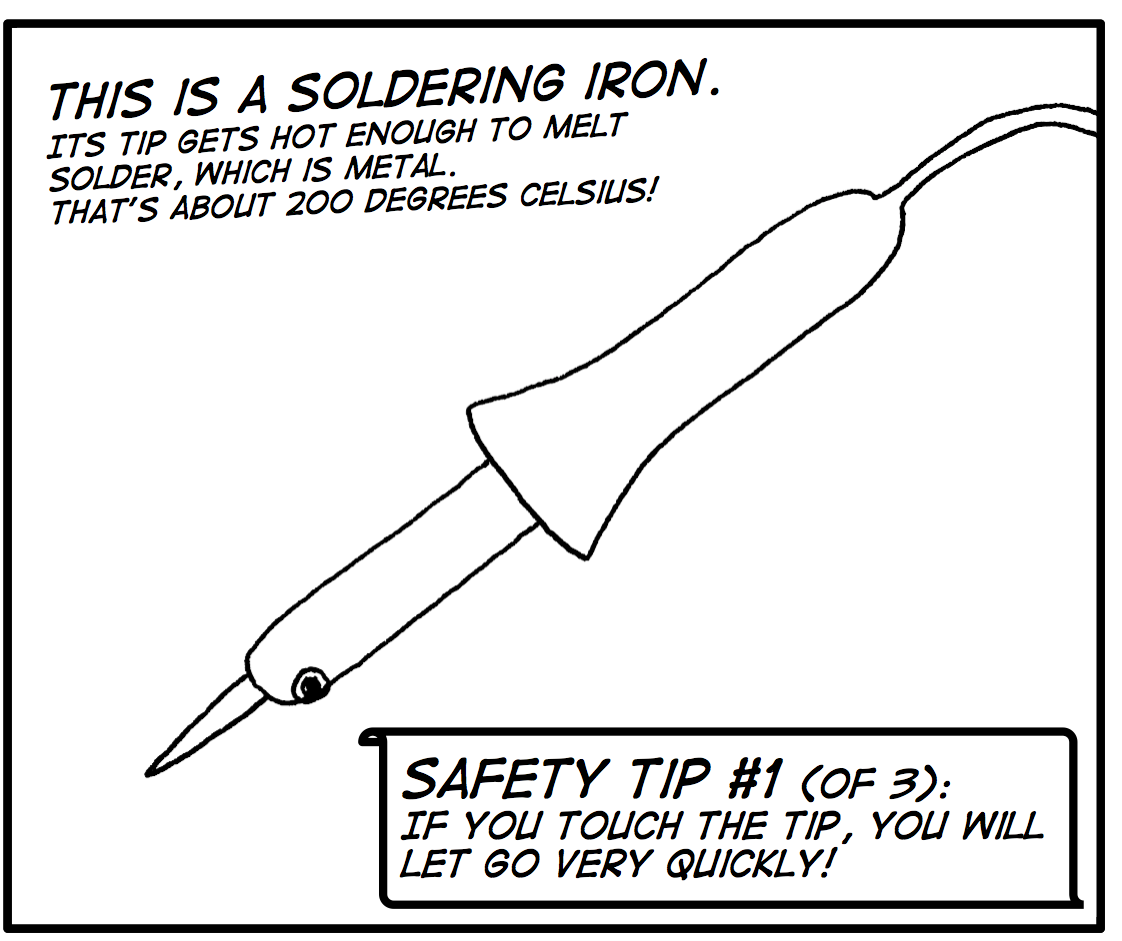 THIS IS A SOLDERING IRON.
ITS TIP GETS HOT ENOUGH TO MELT
SOLDER, WHICH IS METAL.
THAT'S ABOUT 200 DEGREES CELSIUS!
SAFETY TIP #1 (OF 3):
IF YOU TOUCH THE TIP, YOU WILL
LET GO VERY QUICKLY!